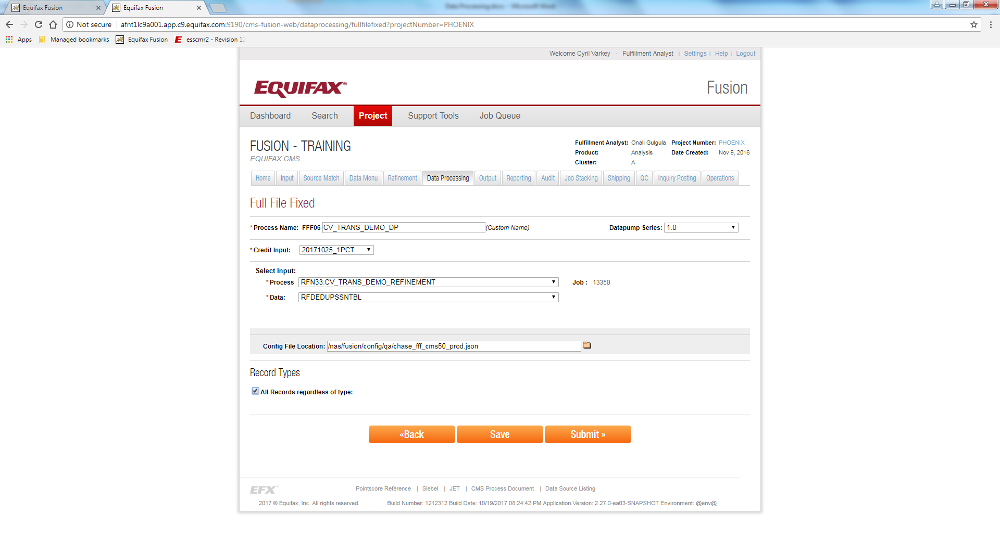 Equifax Fusion
Equifax Fusion
Data Processing.docx - Microsoft Word
Not secure
afnt1lc9a001.app.c9.equifax.com:9190/cms-fusion-web/dataprocessing/fullfilefixed?projectNumber=PHOENIX
Apps
Managed bookmarks
Equifax Fusion
esscmr2 - Revision 12
Welcome Cyril Varkey - Fulfillment Analyst | Settings | Help | Logout
EQUIFAX®
Fusion
Dashboard
Search
Project
Support Tools
Job Queue
FUSION - TRAINING
EQUIFAX CMS
Fulfillment Analyst: Onali Gulgula Project Number: PHOENIX
Product: Analysis Date Created: Nov 9, 2016
Cluster: A
Home Input Source Match Data Menu Refinement Data Processing Output Reporting Audit Job Stacking Shipping QC Inquiry Posting Operations
Full File Fixed
* Process Name: FFF06 CV_TRANS_DEMO_DP (Custom Name) Datapump Series: 1.0
* Credit Input: 20171025_1PCT
Select Input:
* Process RFN33:CV_TRANS_DEMO_REFINEMENT Job : 13350
* Data: RFDEDUPSSNTBL
Config File Location: /nas/fusion/config/qa/chase_fff_cms50_prod.json
Record Types
All Records regardless of type:
«Back
Save
Submit »
EFX
Pointscore Reference | Siebel | JET | CMS Process Document | Data Source Listing
2017 © Equifax, Inc. All rights reserved. Build Number: 1212312 Build Date: 10/19/2017 08:24:42 PM Application Version: 2.27.0-ea03-SNAPSHOT Environment: @env@